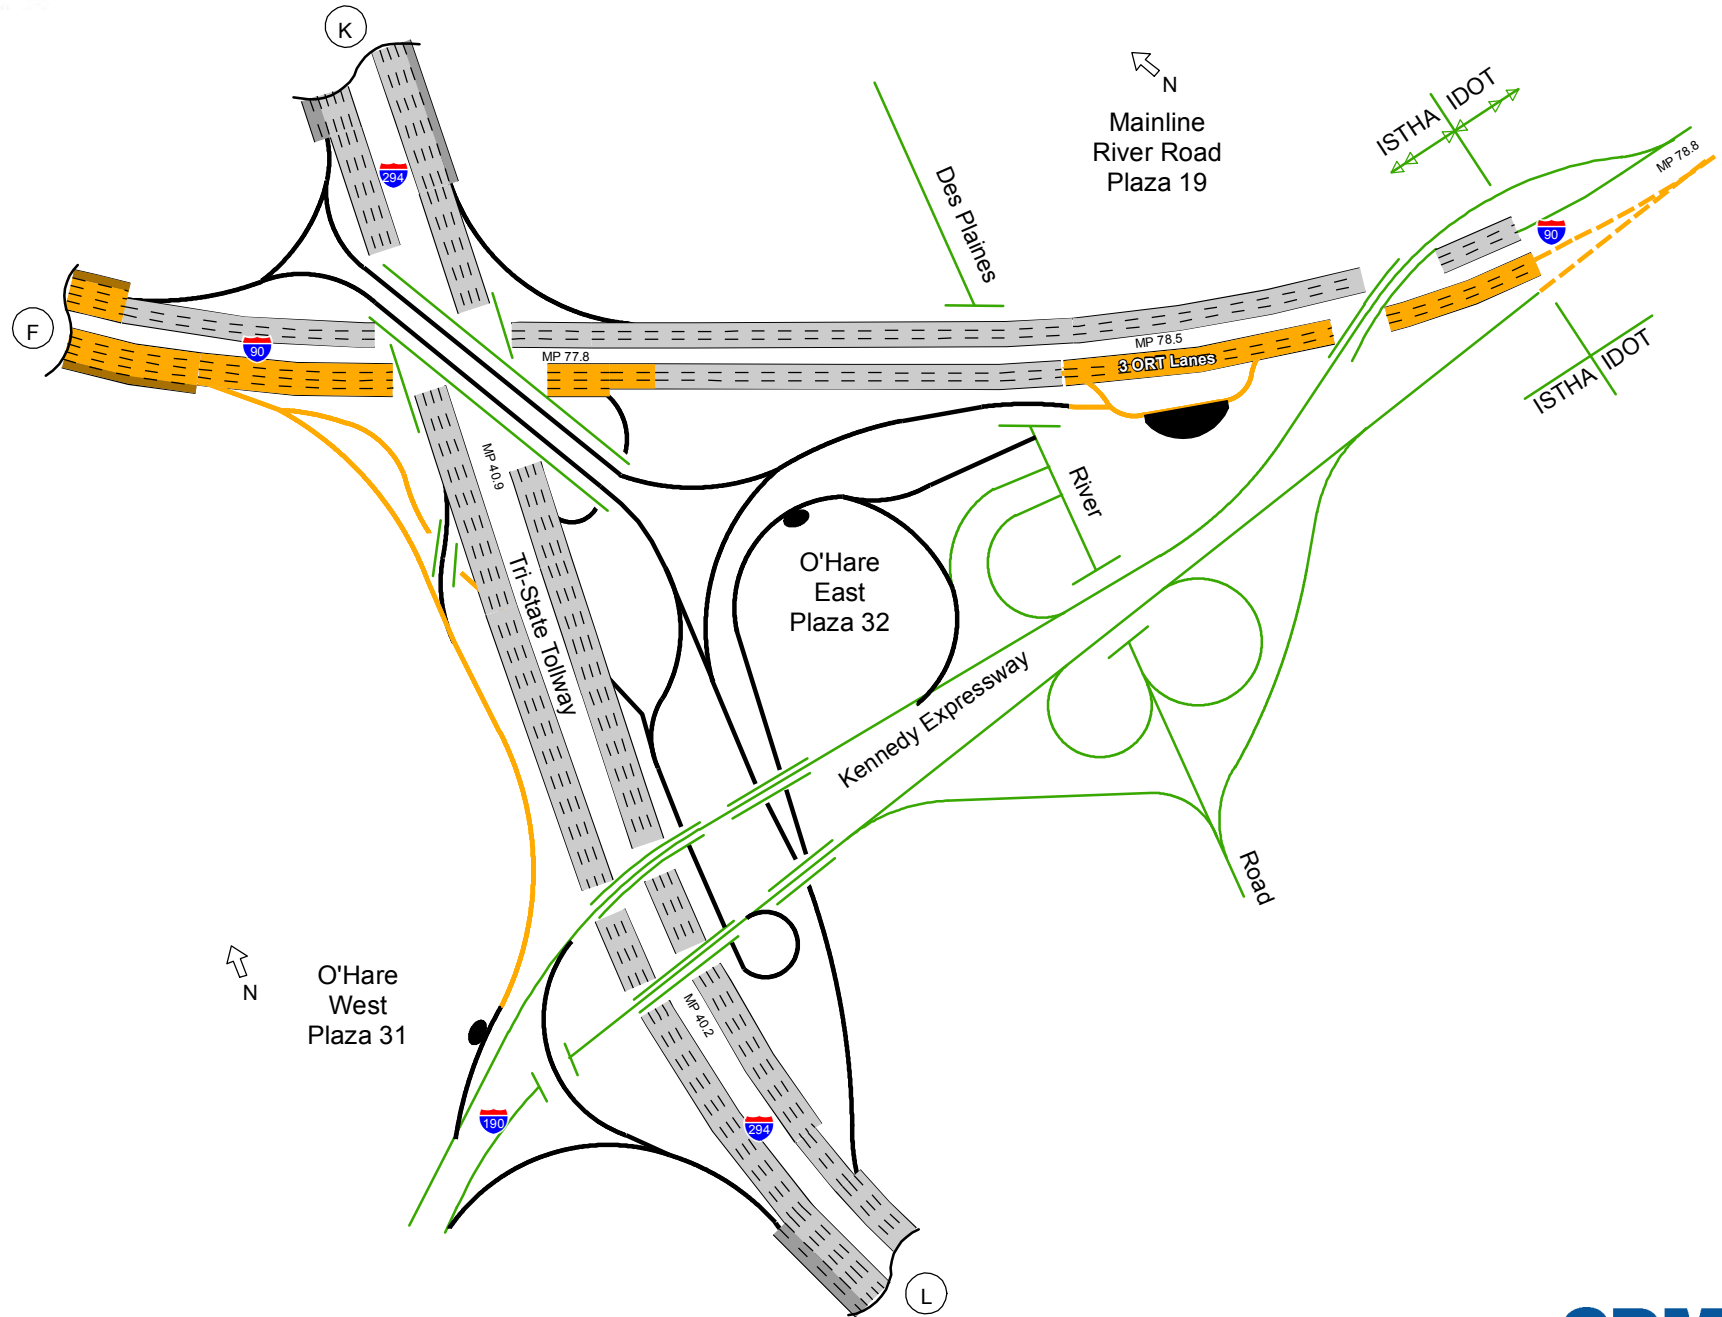 K
N
Mainline
River Road
Plaza 19
ISTHA
IDOT
MP 78.8
294
Des Plaines
90
F
90
MP 77.8
MP 78.5
3 ORT Lanes
ISTHA
IDOT
MP 40.9
River
Tri-State Tollway
O'Hare
East
Plaza 32
Kennedy Expressway
Road
N
O'Hare
West
Plaza 31
MP 40.2
190
294
L